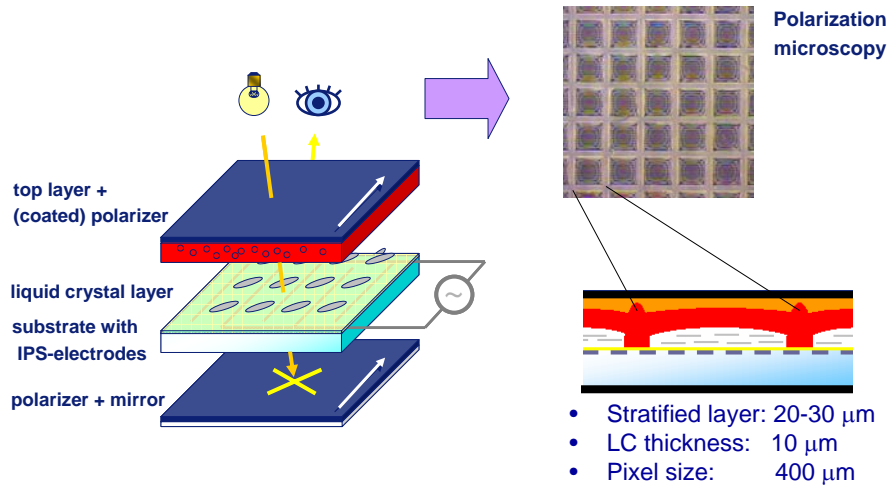 Polarization
microscopy
top layer +
(coated) polarizer
liquid crystal layer
substrate with
IPS-electrodes
polarizer + mirror
~
• Stratified layer: 20-30 μm
• LC thickness: 10 μm
• Pixel size: 400 μm